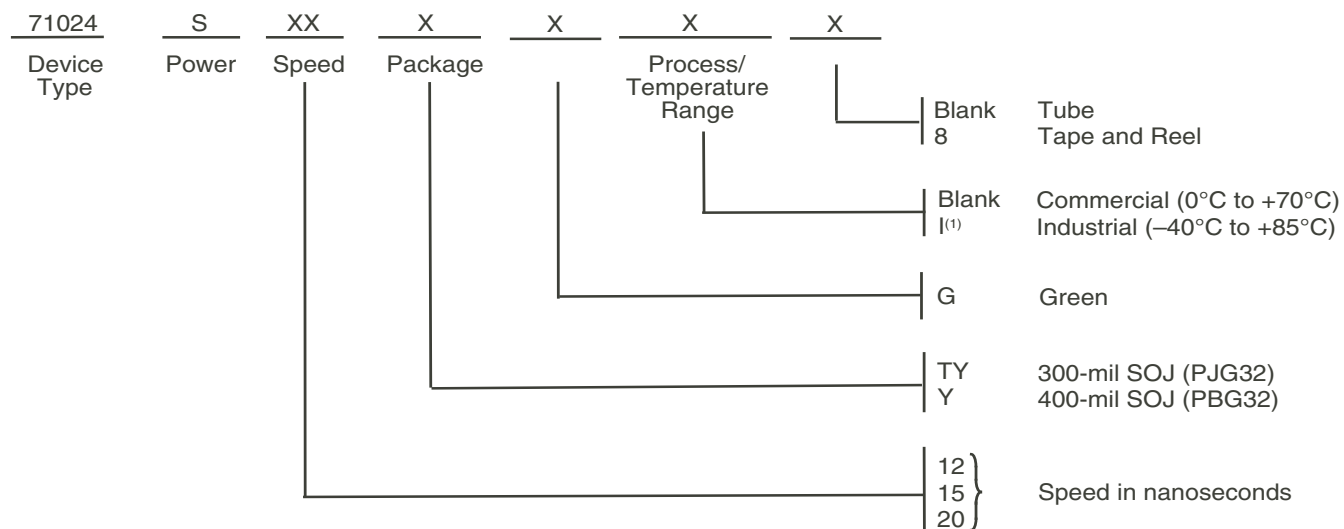 71024 S XX X X X X
Device Type
Power
Speed
Package
Process/
Temperature
Range
Blank Tube
8 Tape and Reel
Blank Commercial (0°C to +70°C)
I(1) Industrial (–40°C to +85°C)
G Green
TY 300-mil SOJ (PJG32)
Y 400-mil SOJ (PBG32)
12
15 Speed in nanoseconds
20